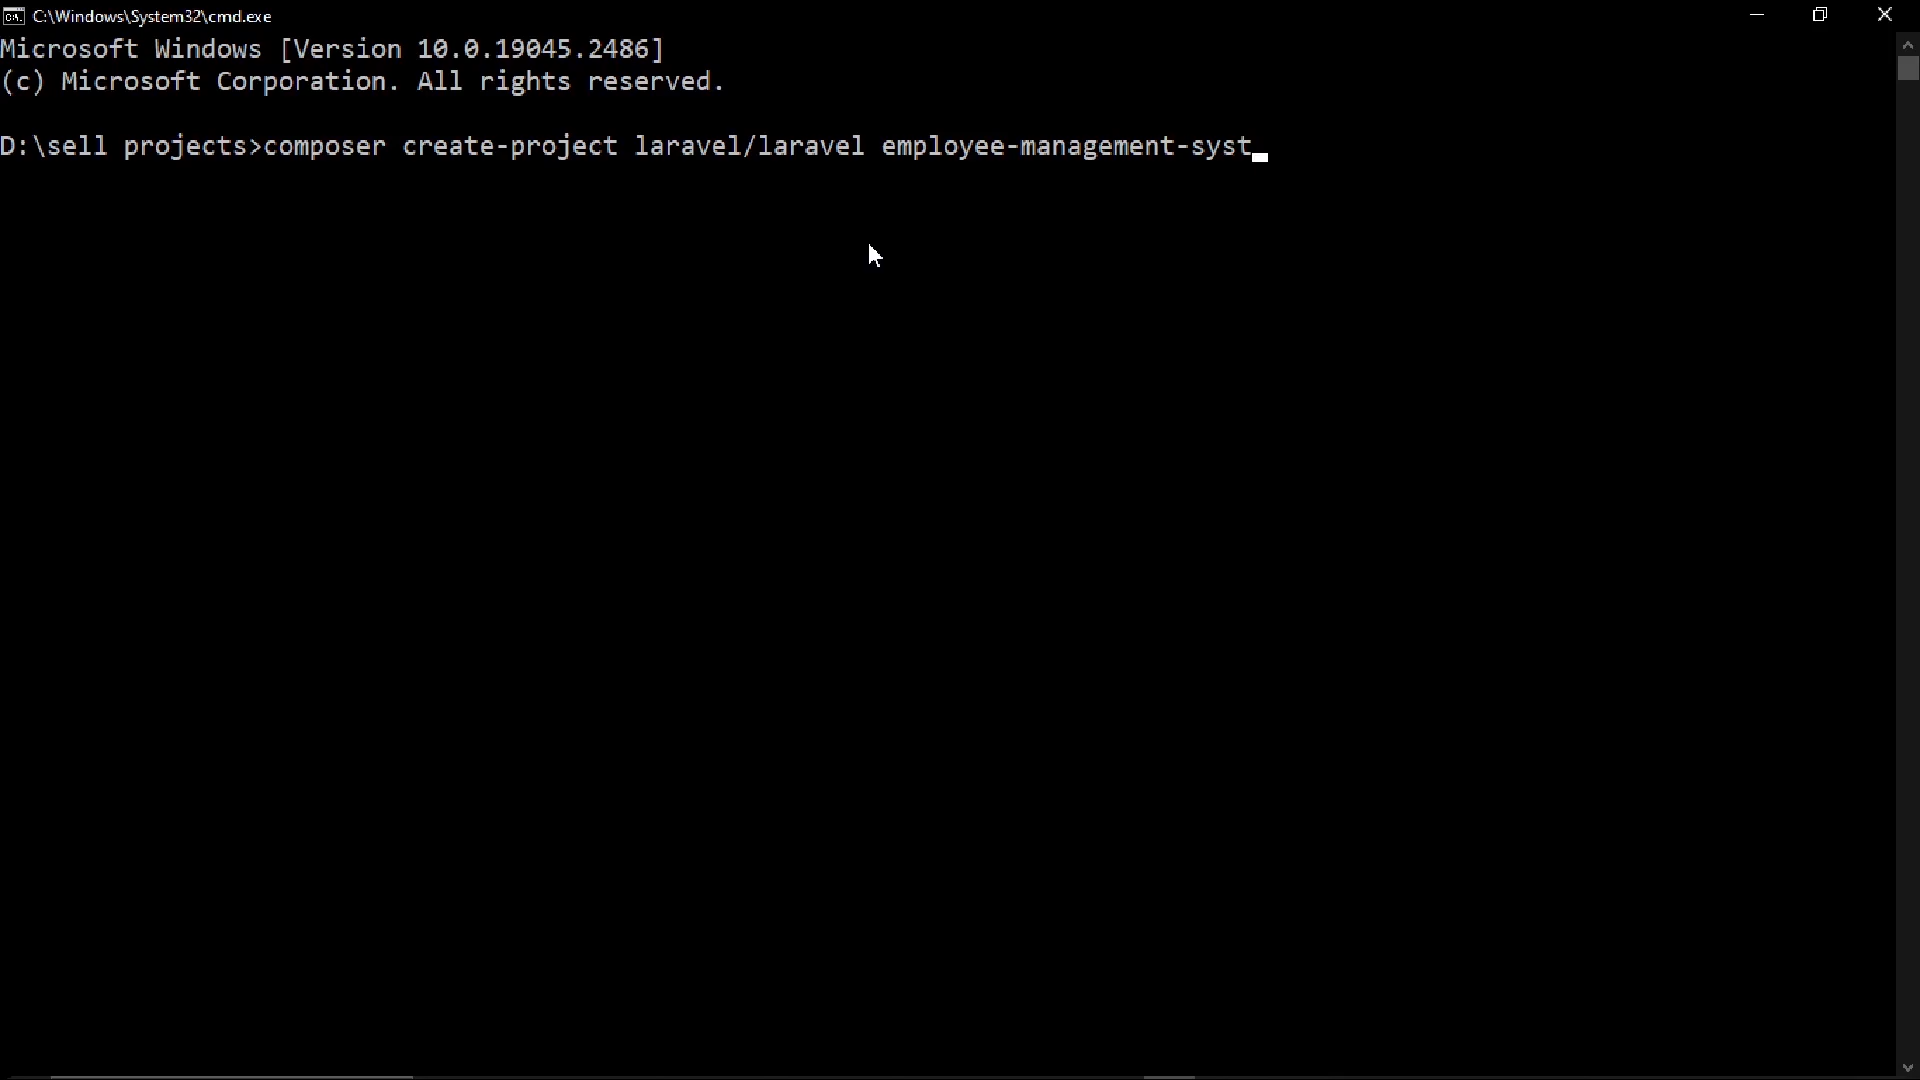 C:\Windows\System32\cmd.exe
Microsoft Windows [Version 10.0.19045.2486]
(c) Microsoft Corporation. All rights reserved.
D:\sell projects>composer create-project laravel/laravel employee-management-syst